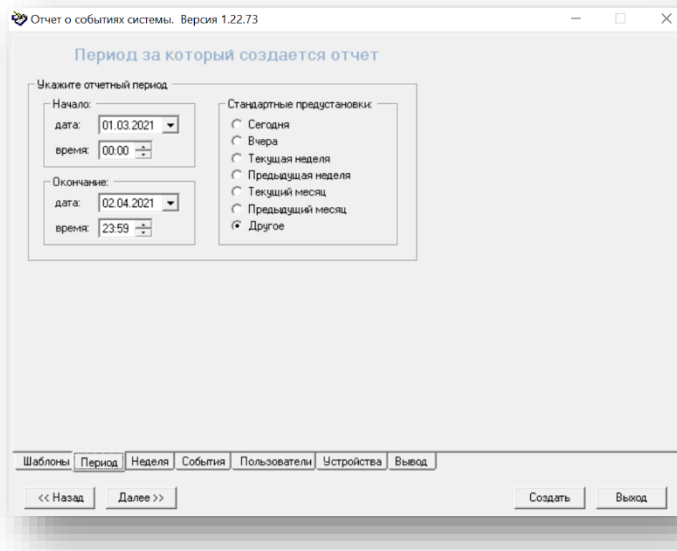 Отчет о событиях системы. Версия 1.22.73
Период за который создается отчет
Укажите отчетный период
Начало:
дата: 01.03.2021
время: 00:00
Окончание:
дата: 02.04.2021
время: 23:59
Стандартные предустановки:
Сегодня
Вчера
Текущая неделя
Предыдущая неделя
Текущий месяц
Предыдущий месяц
Другое
Шаблоны Период Неделя События Пользователи Устройства Вывод
<< Назад Далее >> Создать Выход